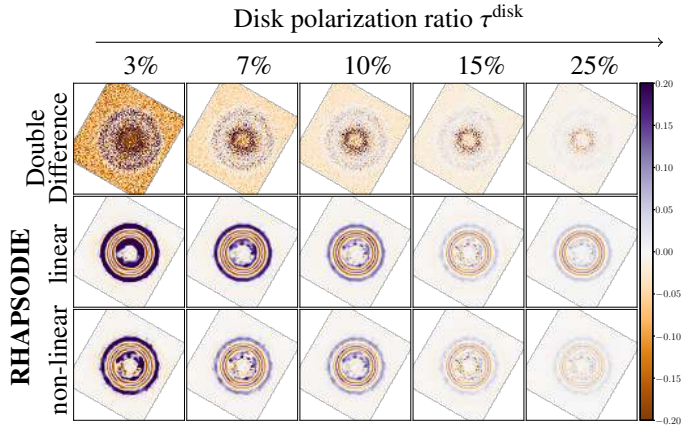 Disk polarization ratio τ^disk
3% 7% 10% 15% 25%
Double
Difference
RHAPSODIE
linear
non-linear
0.20
0.15
0.10
0.05
0.00
−0.05
−0.10
−0.15
−0.20